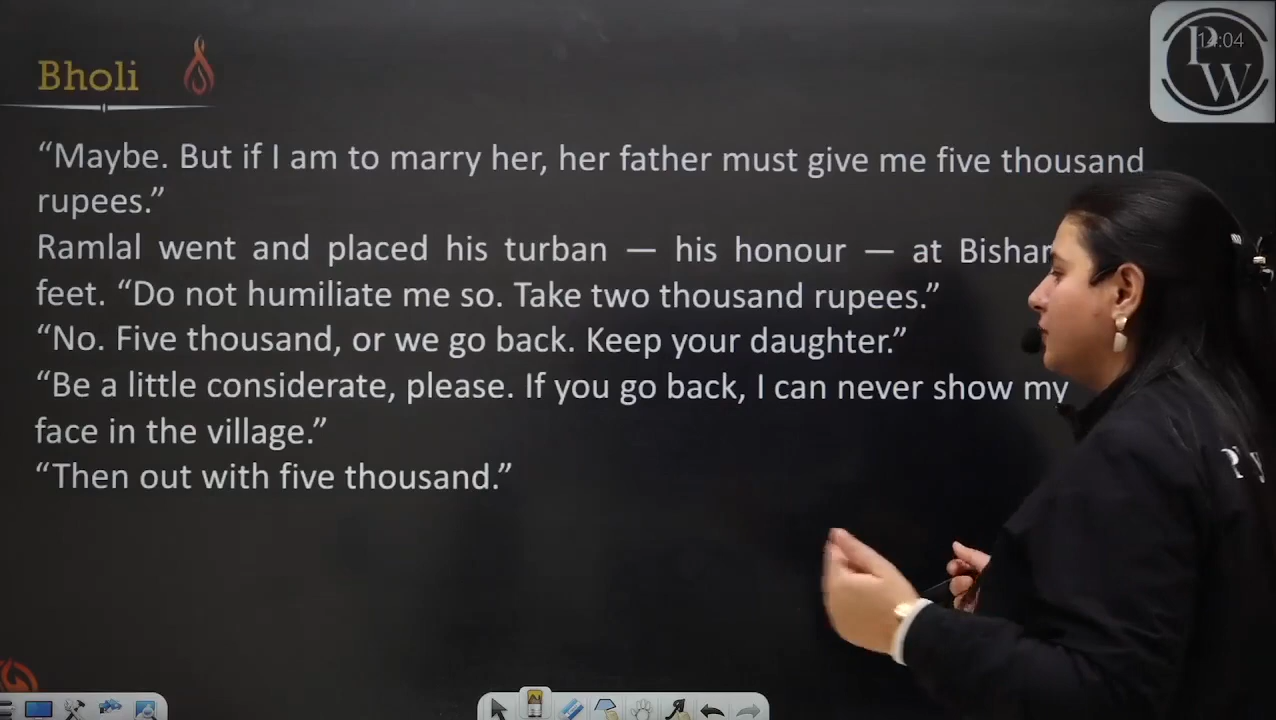 Bholi
14:04
PW
“Maybe. But if I am to marry her, her father must give me five thousand
rupees.”
Ramlal went and placed his turban — his honour — at
feet. “Do not humiliate me so. Take two thousand rupees.”
“No. Five thousand, or we go back. Keep your daughter.”
“Be a little considerate, please. If you go back, I can never show my
face in the village.”
“Then out with five thousand.”